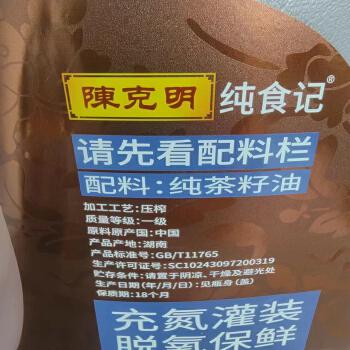 陳克明 纯食记®
请先看配料栏
配料:纯茶籽油
加工工艺:压榨
质量等级:一级
原料原产国:中国
产品产地:湖南
产品标准号:GB/T11765
生产许可证号:SC10243097200319
贮存条件:请置于阴凉、干燥及避光处
生产日期(年/月/日):见瓶身(盖)
保质期:18个月
充氮灌装
脱氧保鲜